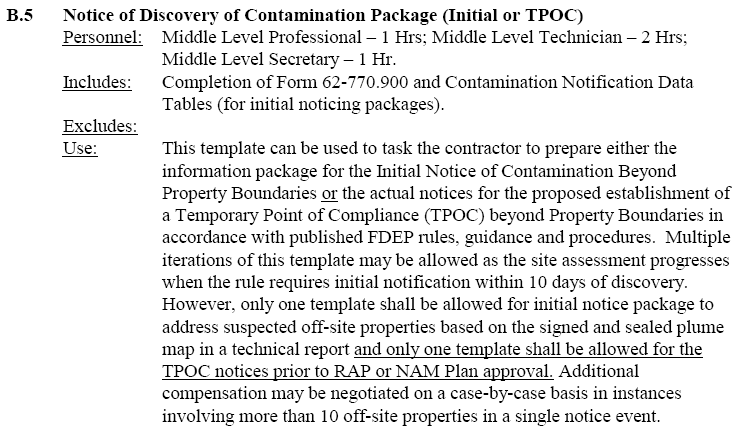 B.5 Notice of Discovery of Contamination Package (Initial or TPOC)
Personnel: Middle Level Professional – 1 Hrs; Middle Level Technician – 2 Hrs;
Middle Level Secretary – 1 Hr.
Includes: Completion of Form 62-770.900 and Contamination Notification Data
Tables (for initial noticing packages).
Excludes:
Use: This template can be used to task the contractor to prepare either the
information package for the Initial Notice of Contamination Beyond
Property Boundaries or the actual notices for the proposed establishment of
a Temporary Point of Compliance (TPOC) beyond Property Boundaries in
accordance with published FDEP rules, guidance and procedures. Multiple
iterations of this template may be allowed as the site assessment progresses
when the rule requires initial notification within 10 days of discovery.
However, only one template shall be allowed for initial notice package to
address suspected off-site properties based on the signed and sealed plume
map in a technical report and only one template shall be allowed for the
TPOC notices prior to RAP or NAM Plan approval. Additional
compensation may be negotiated on a case-by-case basis in instances
involving more than 10 off-site properties in a single notice event.